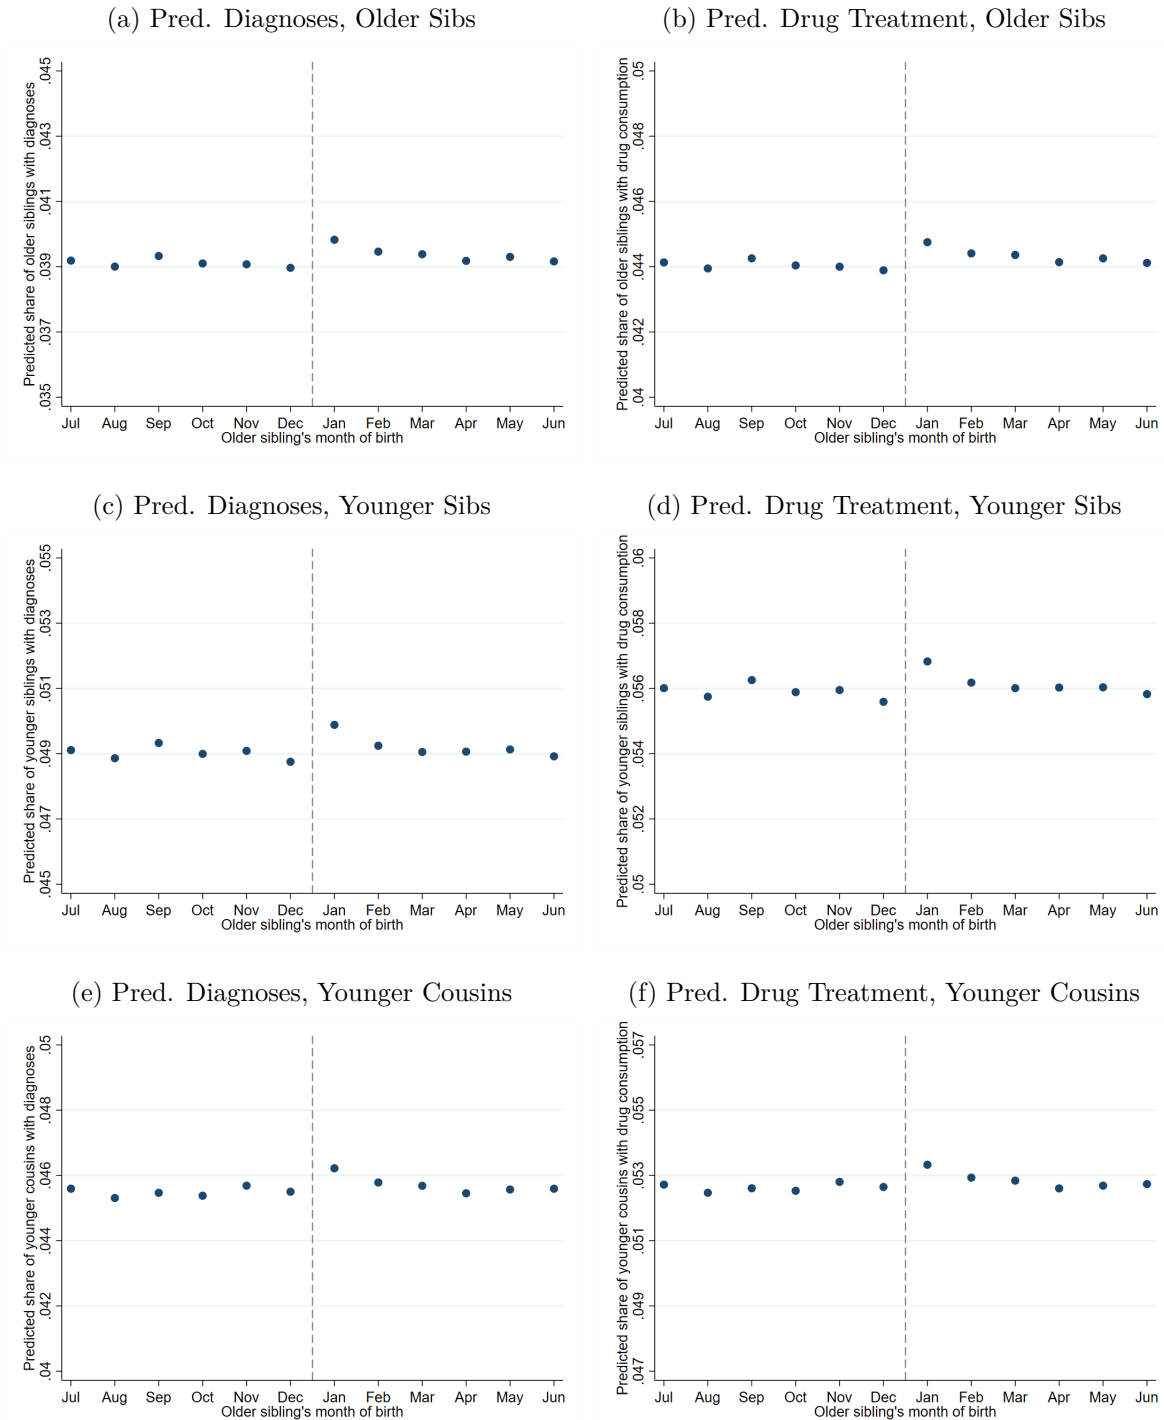 (a) Pred. Diagnoses, Older Sibs
Predicted share of older siblings with diagnoses
.045
.043
.041
.039
.037
.035
Jul Aug Sep Oct Nov Dec Jan Feb Mar Apr May Jun
Older sibling's month of birth
(b) Pred. Drug Treatment, Older Sibs
Predicted share of older siblings with drug consumption
.05
.048
.046
.044
.042
.04
Jul Aug Sep Oct Nov Dec Jan Feb Mar Apr May Jun
Older sibling's month of birth
(c) Pred. Diagnoses, Younger Sibs
Predicted share of younger siblings with diagnoses
.055
.053
.051
.049
.047
.045
Jul Aug Sep Oct Nov Dec Jan Feb Mar Apr May Jun
Older sibling's month of birth
(d) Pred. Drug Treatment, Younger Sibs
Predicted share of younger siblings with drug consumption
.06
.058
.056
.054
.052
.05
Jul Aug Sep Oct Nov Dec Jan Feb Mar Apr May Jun
Older sibling's month of birth
(e) Pred. Diagnoses, Younger Cousins
Predicted share of younger cousins with diagnoses
.05
.048
.046
.044
.042
.04
Jul Aug Sep Oct Nov Dec Jan Feb Mar Apr May Jun
Older sibling's month of birth
(f) Pred. Drug Treatment, Younger Cousins
Predicted share of younger cousins with drug consumption
.057
.055
.053
.051
.049
.047
Jul Aug Sep Oct Nov Dec Jan Feb Mar Apr May Jun
Older sibling's month of birth